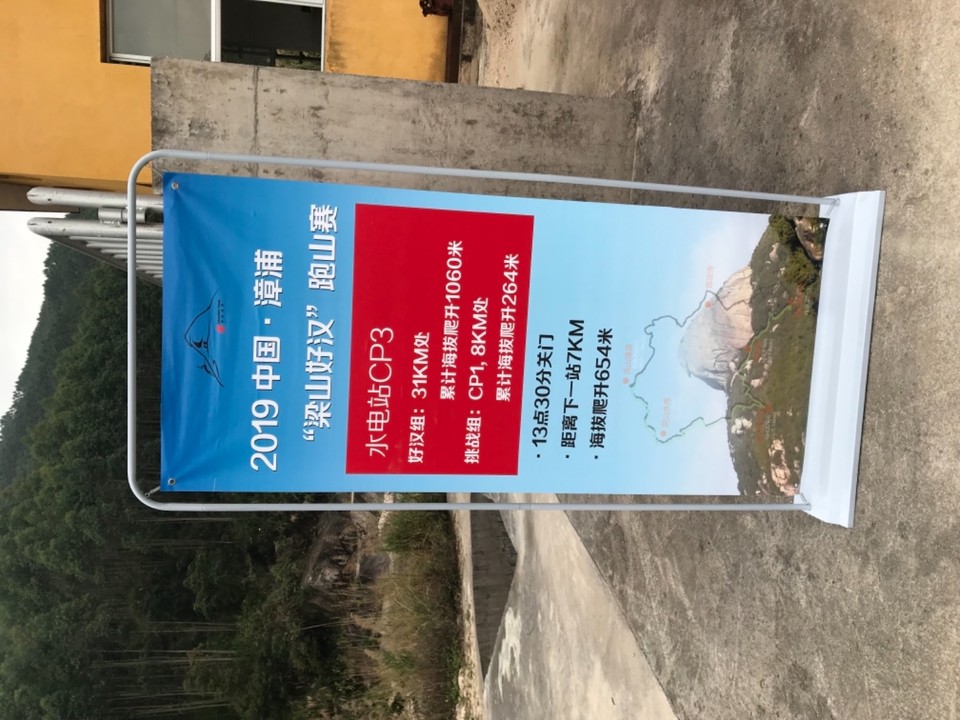 2019 中国 · 漳浦
“梁山好汉” 跑山赛
水电站CP3
好汉组：31KM处
累计海拔爬升1060米
挑战组：CP1, 8KM处
累计海拔爬升264米
· 13点30分关门
· 距离下一站7KM
· 海拔爬升654米